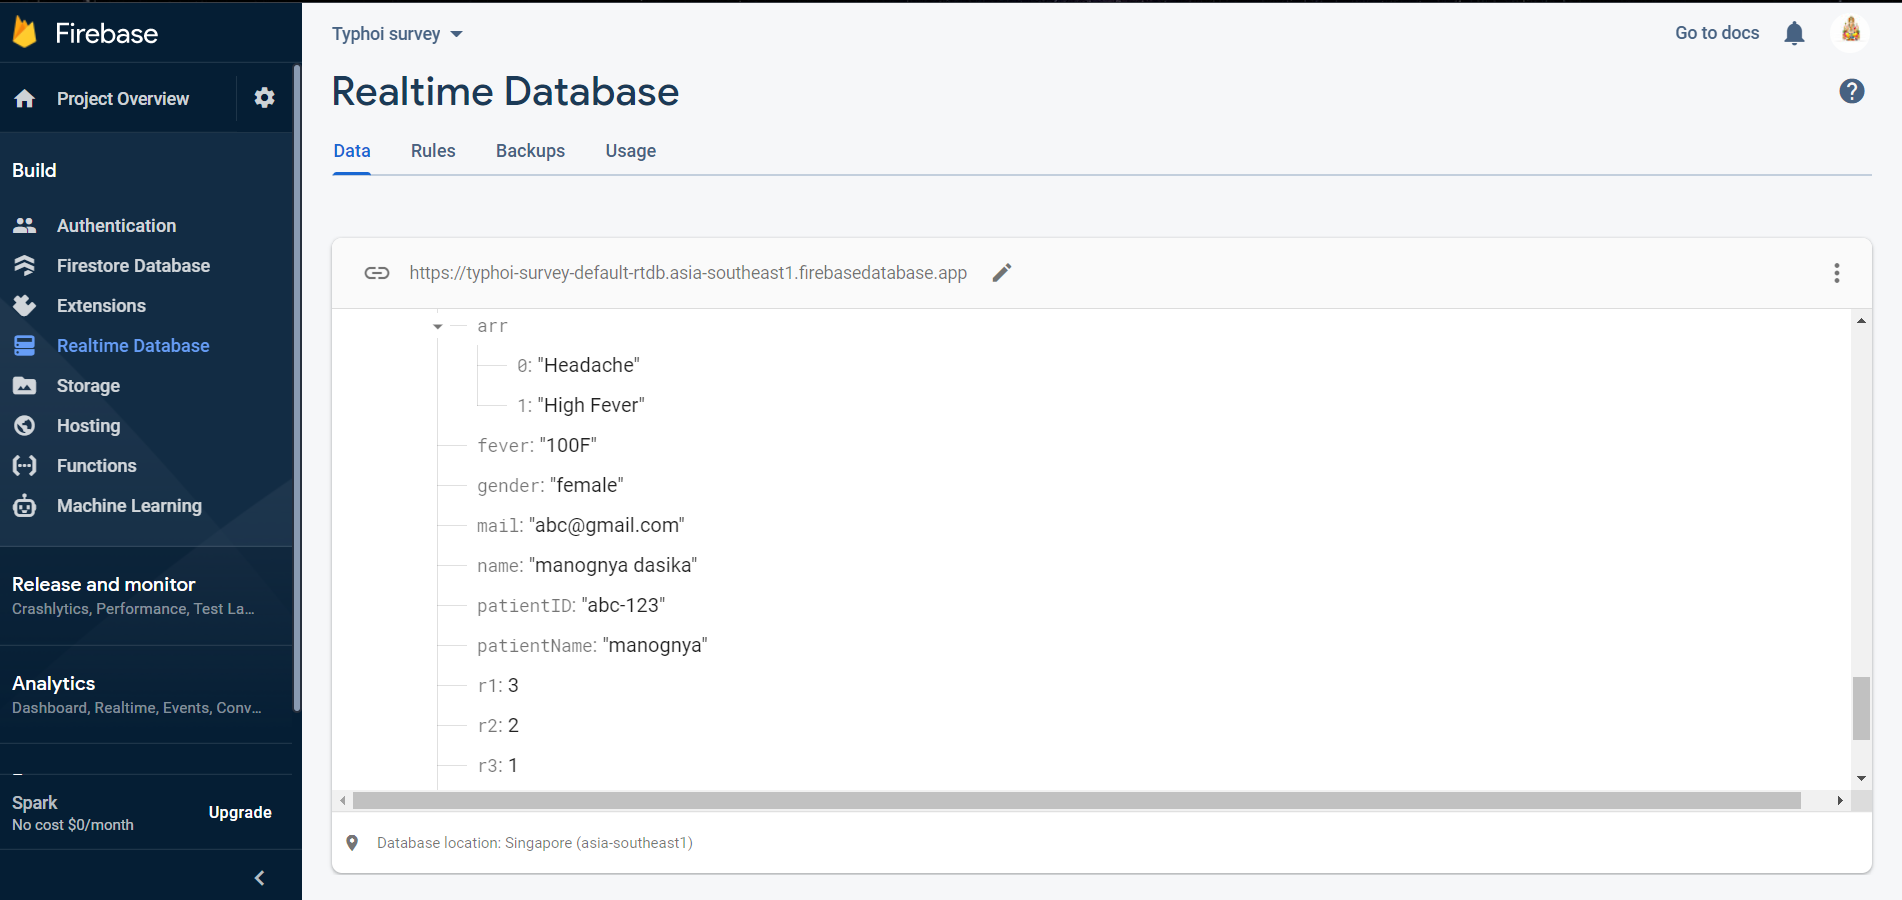 Firebase
Project Overview
Build
Authentication
Firestore Database
Extensions
Realtime Database
Storage
Hosting
Functions
Machine Learning
Release and monitor
Crashlytics, Performance, Test La...
Analytics
Dashboard, Realtime, Events, Conv...
Spark
No cost $0/month
Upgrade
Typhoi survey
Go to docs
Realtime Database
Data Rules Backups Usage
https://typhoi-survey-default-rtdb.asia-southeast1.firebasedatabase.app
arr
0: "Headache"
1: "High Fever"
fever: "100F"
gender: "female"
mail: "abc@gmail.com"
name: "manognya dasika"
patientID: "abc-123"
patientName: "manognya"
r1: 3
r2: 2
r3: 1
Database location: Singapore (asia-southeast1)